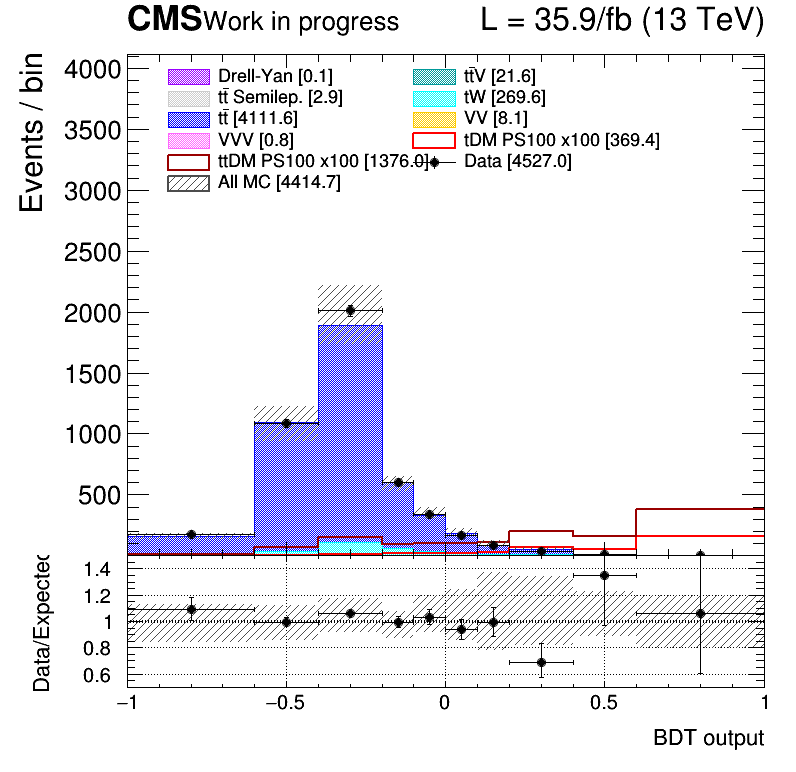 CMS Work in progress L = 35.9/fb (13 TeV)
Events / bin
4000
3500
3000
2500
2000
1500
1000
500
Drell-Yan [0.1]
tt̄V [21.6]
tt̄ Semilep. [2.9]
tW [269.6]
tt̄ [4111.6]
VV [8.1]
VVV [0.8]
tDM PS100 x100 [369.4]
ttDM PS100 x100 [1376.0]
Data [4527.0]
All MC [4414.7]
Data/Expected
1.4
1.2
1
0.8
0.6
−1 −0.5 0 0.5 1
BDT output